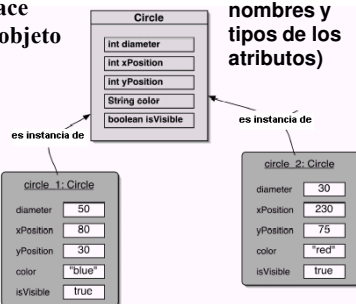 ace
objeto
nombres y
tipos de los
atributos)
Circle
int diameter
int xPosition
int yPosition
String color
boolean isVisible
es instancia de
es instancia de
circle_1: Circle
diameter 50
xPosition 80
yPosition 30
color "blue"
isVisible true
circle_2: Circle
diameter 30
xPosition 230
yPosition 75
color "red"
isVisible true